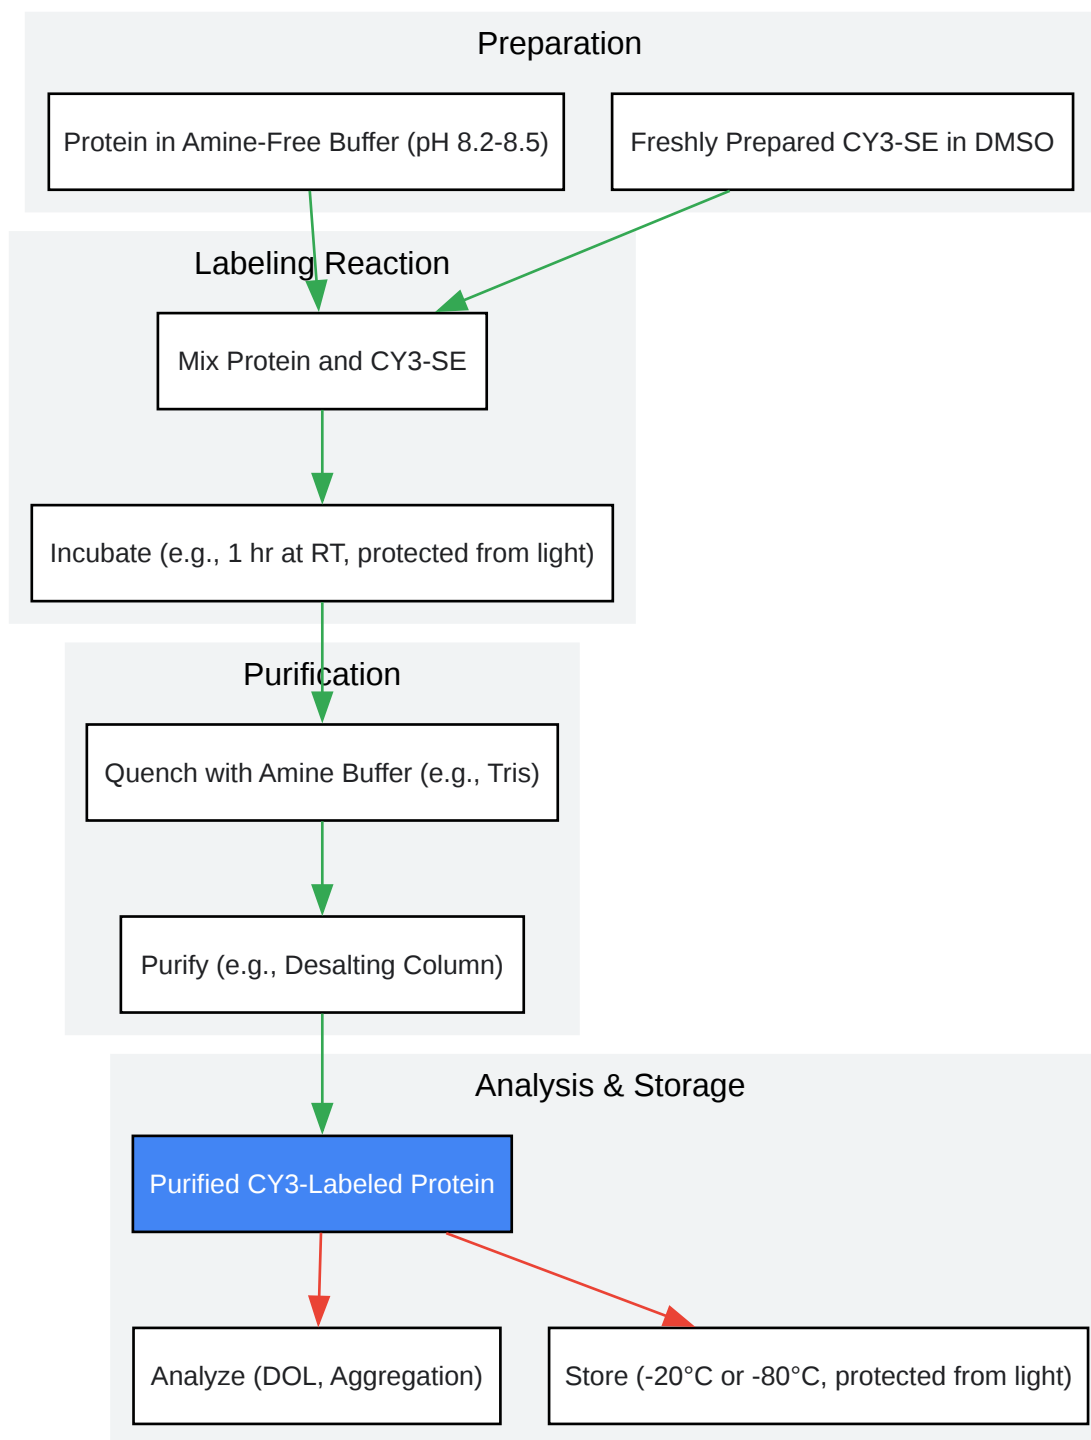 Preparation
Protein in Amine-Free Buffer (pH 8.2-8.5)
Freshly Prepared CY3-SE in DMSO
Labeling Reaction
Mix Protein and CY3-SE
Incubate (e.g., 1 hr at RT, protected from light)
Purification
Quench with Amine Buffer (e.g., Tris)
Purify (e.g., Desalting Column)
Analysis & Storage
Purified CY3-Labeled Protein
Analyze (DOL, Aggregation)
Store (-20°C or -80°C, protected from light)